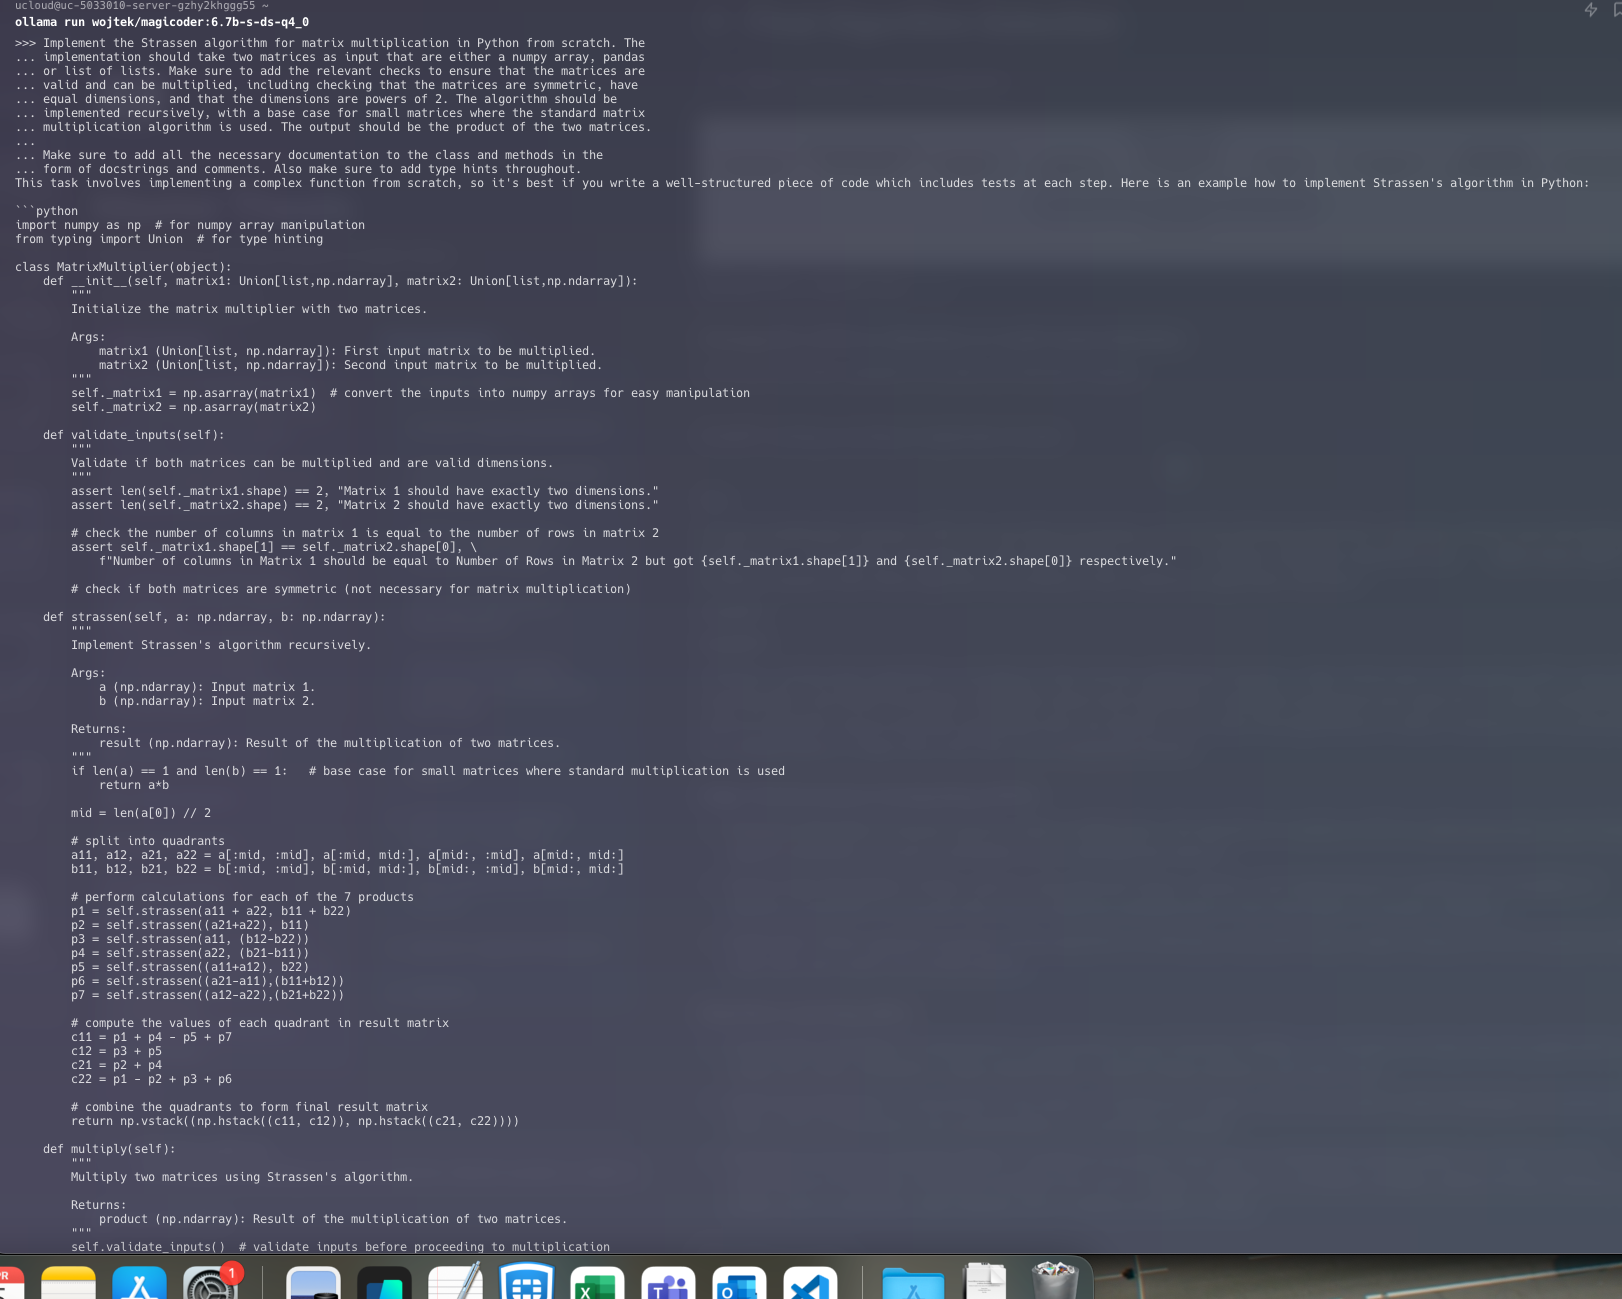 ucloud@uc-5033010-server-gzhy2khggg55 ~
ollama run wojtek/magicoder:6.7b-s-ds-q4_0
>>> Implement the Strassen algorithm for matrix multiplication in Python from scratch. The
... implementation should take two matrices as input that are either a numpy array, pandas
... or list of lists. Make sure to add the relevant checks to ensure that the matrices are
... valid and can be multiplied, including checking that the matrices are symmetric, have
... equal dimensions, and that the dimensions are powers of 2. The algorithm should be
... implemented recursively, with a base case for small matrices where the standard matrix
... multiplication algorithm is used. The output should be the product of the two matrices.
...
... Make sure to add all the necessary documentation to the class and methods in the
... form of docstrings and comments. Also make sure to add type hints throughout.
This task involves implementing a complex function from scratch, so it's best if you write a well-structured piece of code which includes tests at each step. Here is an example how to implement Strassen's algorithm in Python:

```python
import numpy as np  # for numpy array manipulation
from typing import Union  # for type hinting

class MatrixMultiplier(object):
    def __init__(self, matrix1: Union[list,np.ndarray], matrix2: Union[list,np.ndarray]):
        """
        Initialize the matrix multiplier with two matrices.

        Args:
            matrix1 (Union[list, np.ndarray]): First input matrix to be multiplied.
            matrix2 (Union[list, np.ndarray]): Second input matrix to be multiplied.
        """
        self._matrix1 = np.asarray(matrix1)  # convert the inputs into numpy arrays for easy manipulation
        self._matrix2 = np.asarray(matrix2)

    def validate_inputs(self):
        """
        Validate if both matrices can be multiplied and are valid dimensions.
        """
        assert len(self._matrix1.shape) == 2, "Matrix 1 should have exactly two dimensions."
        assert len(self._matrix2.shape) == 2, "Matrix 2 should have exactly two dimensions."

        # check the number of columns in matrix 1 is equal to the number of rows in matrix 2
        assert self._matrix1.shape[1] == self._matrix2.shape[0], \
            f"Number of columns in Matrix 1 should be equal to Number of Rows in Matrix 2 but got {self._matrix1.shape[1]} and {self._matrix2.shape[0]} respectively."

        # check if both matrices are symmetric (not necessary for matrix multiplication)

    def strassen(self, a: np.ndarray, b: np.ndarray):
        """
        Implement Strassen's algorithm recursively.

        Args:
            a (np.ndarray): Input matrix 1.
            b (np.ndarray): Input matrix 2.

        Returns:
            result (np.ndarray): Result of the multiplication of two matrices.
        """
        if len(a) == 1 and len(b) == 1:   # base case for small matrices where standard multiplication is used
            return a*b

        mid = len(a[0]) // 2

        # split into quadrants
        a11, a12, a21, a22 = a[:mid, :mid], a[:mid, mid:], a[mid:, :mid], a[mid:, mid:]
        b11, b12, b21, b22 = b[:mid, :mid], b[:mid, mid:], b[mid:, :mid], b[mid:, mid:]

        # perform calculations for each of the 7 products
        p1 = self.strassen(a11 + a22, b11 + b22)
        p2 = self.strassen((a21+a22), b11)
        p3 = self.strassen(a11, (b12-b22))
        p4 = self.strassen(a22, (b21-b11))
        p5 = self.strassen((a11+a12), b22)
        p6 = self.strassen((a21-a11),(b11+b12))
        p7 = self.strassen((a12-a22),(b21+b22))

        # compute the values of each quadrant in result matrix
        c11 = p1 + p4 - p5 + p7
        c12 = p3 + p5
        c21 = p2 + p4
        c22 = p1 - p2 + p3 + p6

        # combine the quadrants to form final result matrix
        return np.vstack((np.hstack((c11, c12)), np.hstack((c21, c22))))

    def multiply(self):
        """
        Multiply two matrices using Strassen's algorithm.

        Returns:
            product (np.ndarray): Result of the multiplication of two matrices.
        """
        self.validate_inputs()  # validate inputs before proceeding to multiplication
1